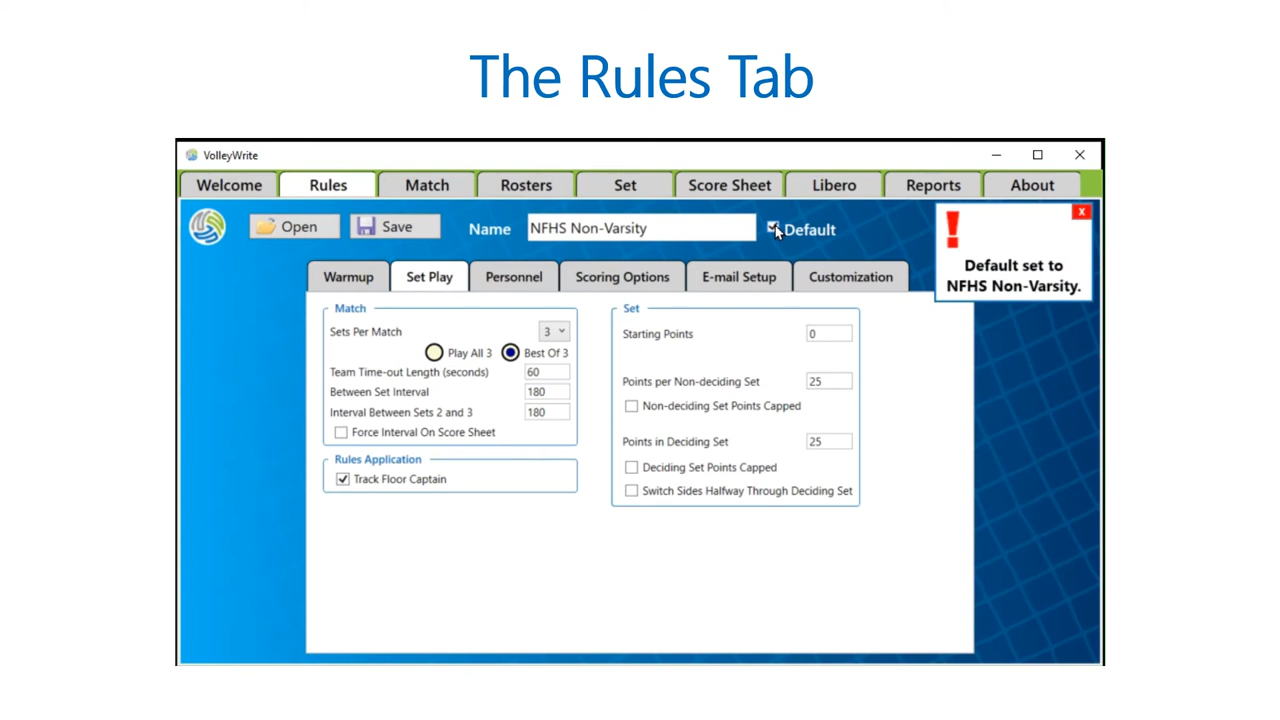 The Rules Tab
VolleyWrite
Welcome Rules Match Rosters Set Score Sheet Libero Reports About
Open Save Name NFHS Non-Varsity Default
x
!
Default set to
NFHS Non-Varsity.
Warmup Set Play Personnel Scoring Options E-mail Setup Customization
Match
Sets Per Match 3
Play All 3 Best Of 3
Team Time-out Length (seconds) 60
Between Set Interval 180
Interval Between Sets 2 and 3 180
Force Interval On Score Sheet
Rules Application
Track Floor Captain
Set
Starting Points 0
Points per Non-deciding Set 25
Non-deciding Set Points Capped
Points in Deciding Set 25
Deciding Set Points Capped
Switch Sides Halfway Through Deciding Set